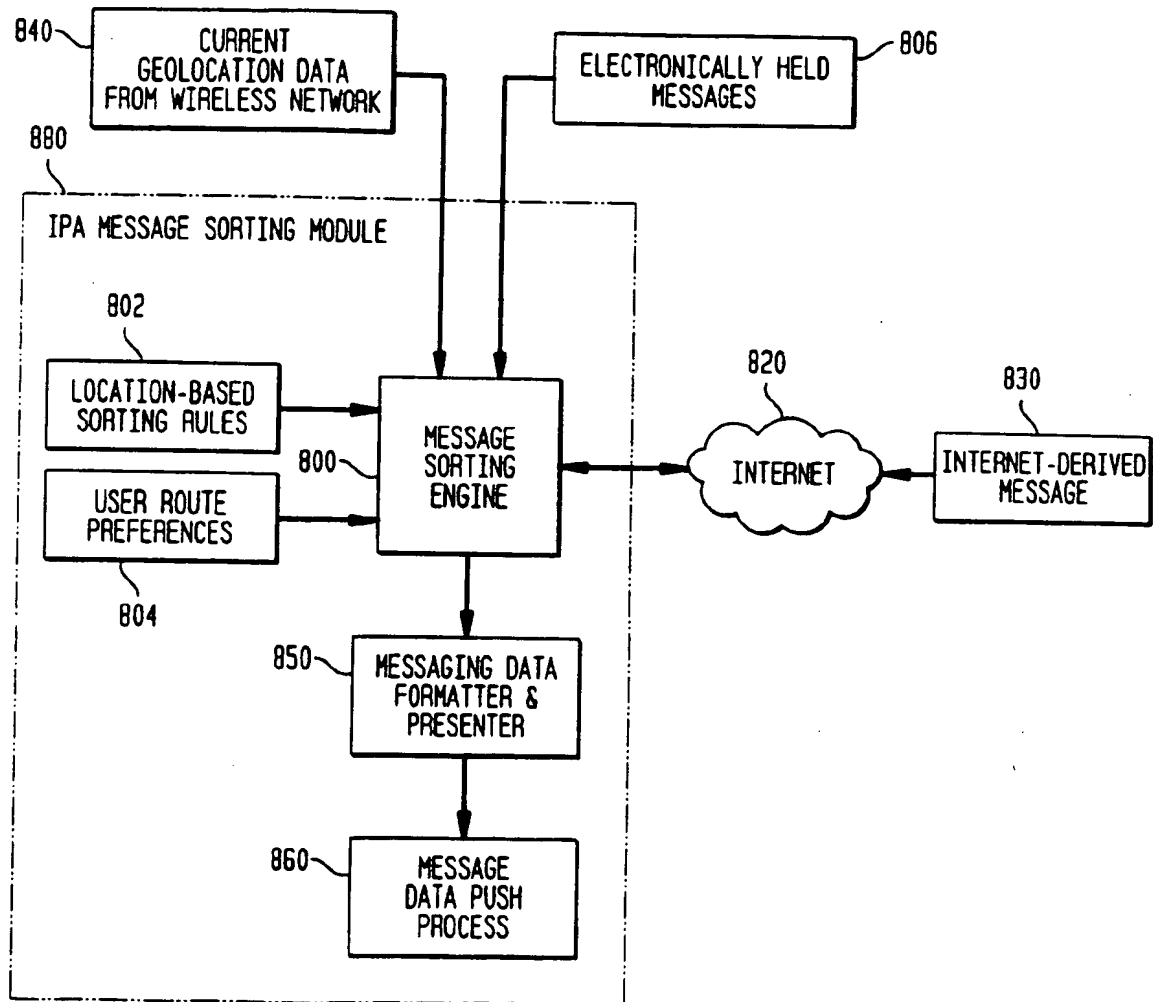 840
CURRENT
GEOLOCATION DATA
FROM WIRELESS NETWORK
806
ELECTRONICALLY HELD
MESSAGES
880
IPA MESSAGE SORTING MODULE
802
LOCATION-BASED
SORTING RULES
800
MESSAGE
SORTING
ENGINE
820
INTERNET
830
INTERNET-DERIVED
MESSAGE
USER ROUTE
PREFERENCES
804
850
MESSAGING DATA
FORMATTER &
PRESENTER
860
MESSAGE
DATA PUSH
PROCESS